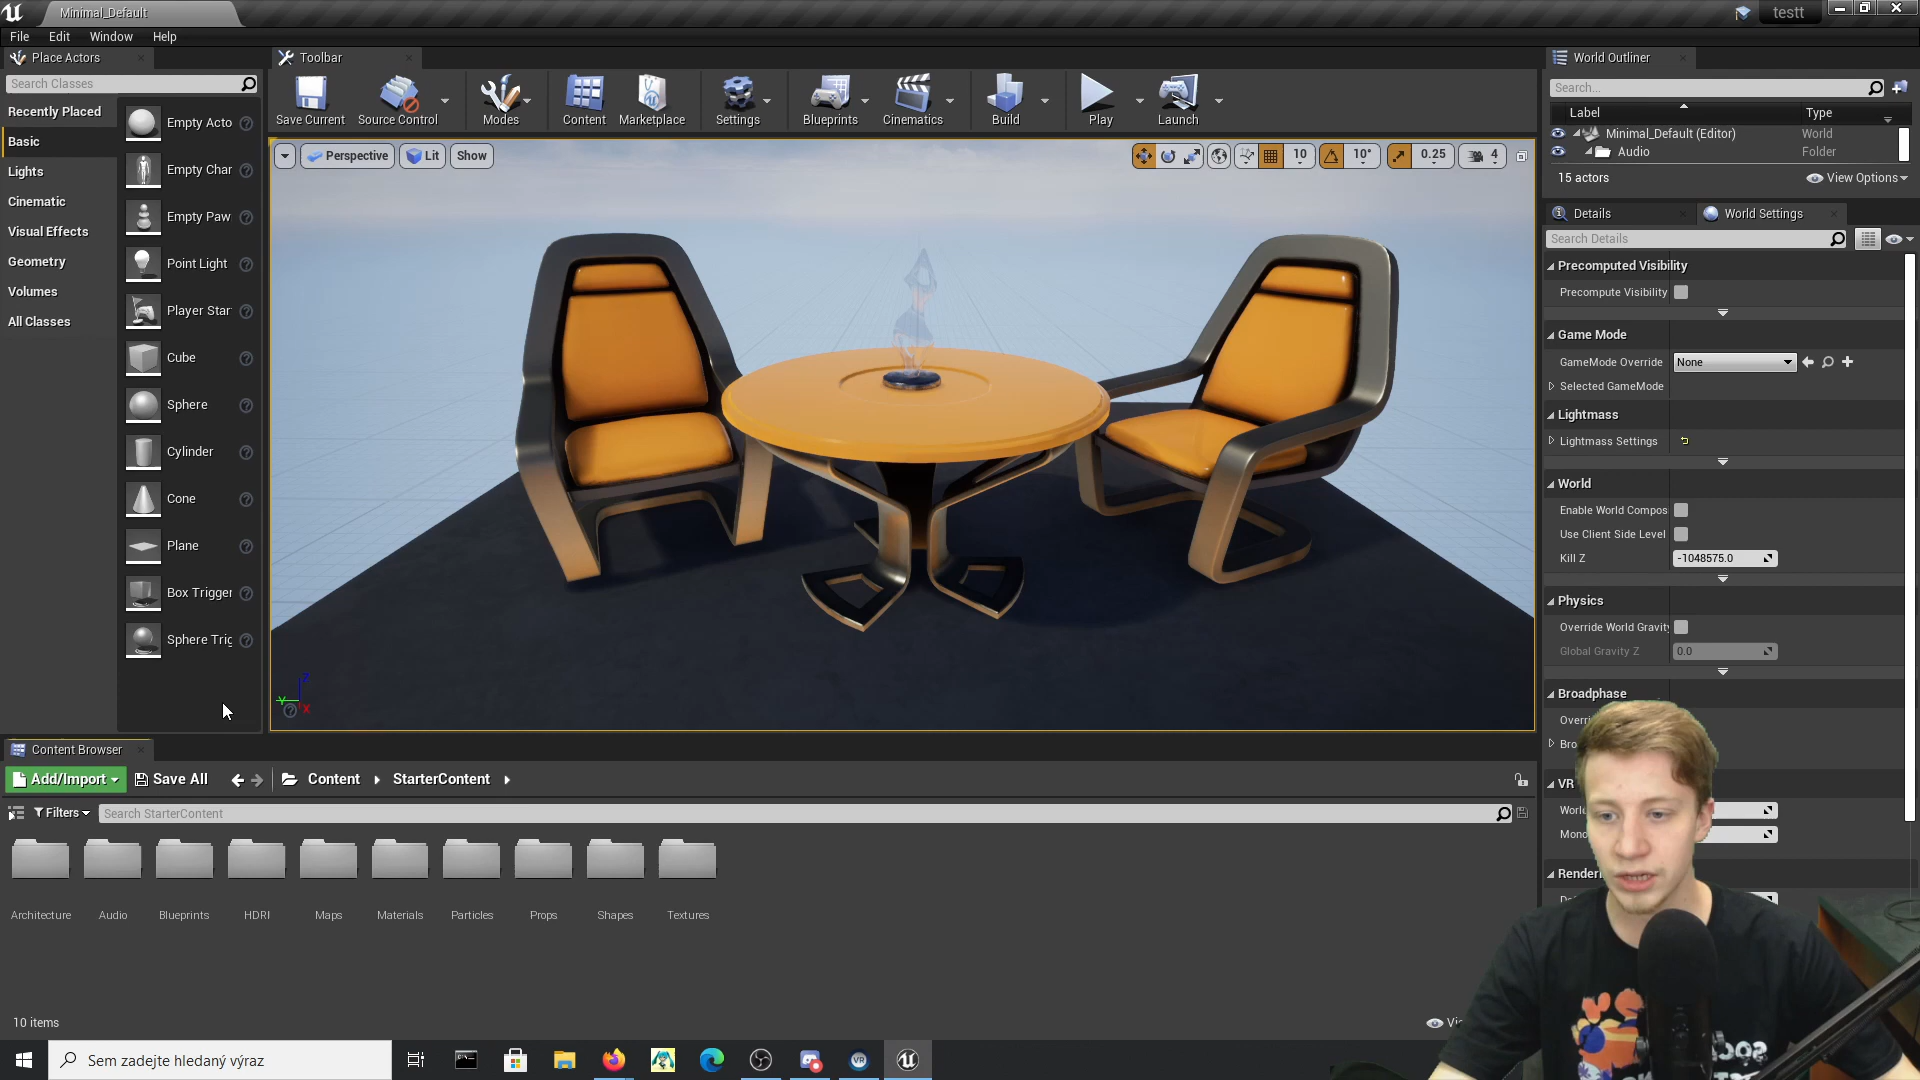 Minimal_Default
testt
File Edit Window Help
Place Actors
Toolbar
World Outliner
Search Classes
Recently Placed
Basic
Lights
Cinematic
Visual Effects
Geometry
Volumes
All Classes
Empty Acto
Empty Char
Empty Paw
Point Light
Player Star
Cube
Sphere
Cylinder
Cone
Plane
Box Trigger
Sphere Trig
Save Current
Source Control
Modes
Content
Marketplace
Settings
Blueprints
Cinematics
Build
Play
Launch
Perspective
Lit
Show
10
10°
0.25
4
Z
Y
X
Search...
Label Type
Minimal_Default (Editor) World
Audio Folder
15 actors
View Options
Details
World Settings
Search Details
Precomputed Visibility
Precompute Visibility
Game Mode
GameMode Override None
Selected GameMode
Lightmass
Lightmass Settings
World
Enable World Compos
Use Client Side Level
Kill Z -1048575.0
Physics
Override World Gravity
Global Gravity Z 0.0
Broadphase
Overri
Bro
VR
Worl
Mono
Render
Content Browser
Add/Import
Save All
Content
StarterContent
Filters
Search StarterContent
Architecture
Audio
Blueprints
HDRI
Maps
Materials
Particles
Props
Shapes
Textures
10 items
Sem zadejte hledaný výraz
VR